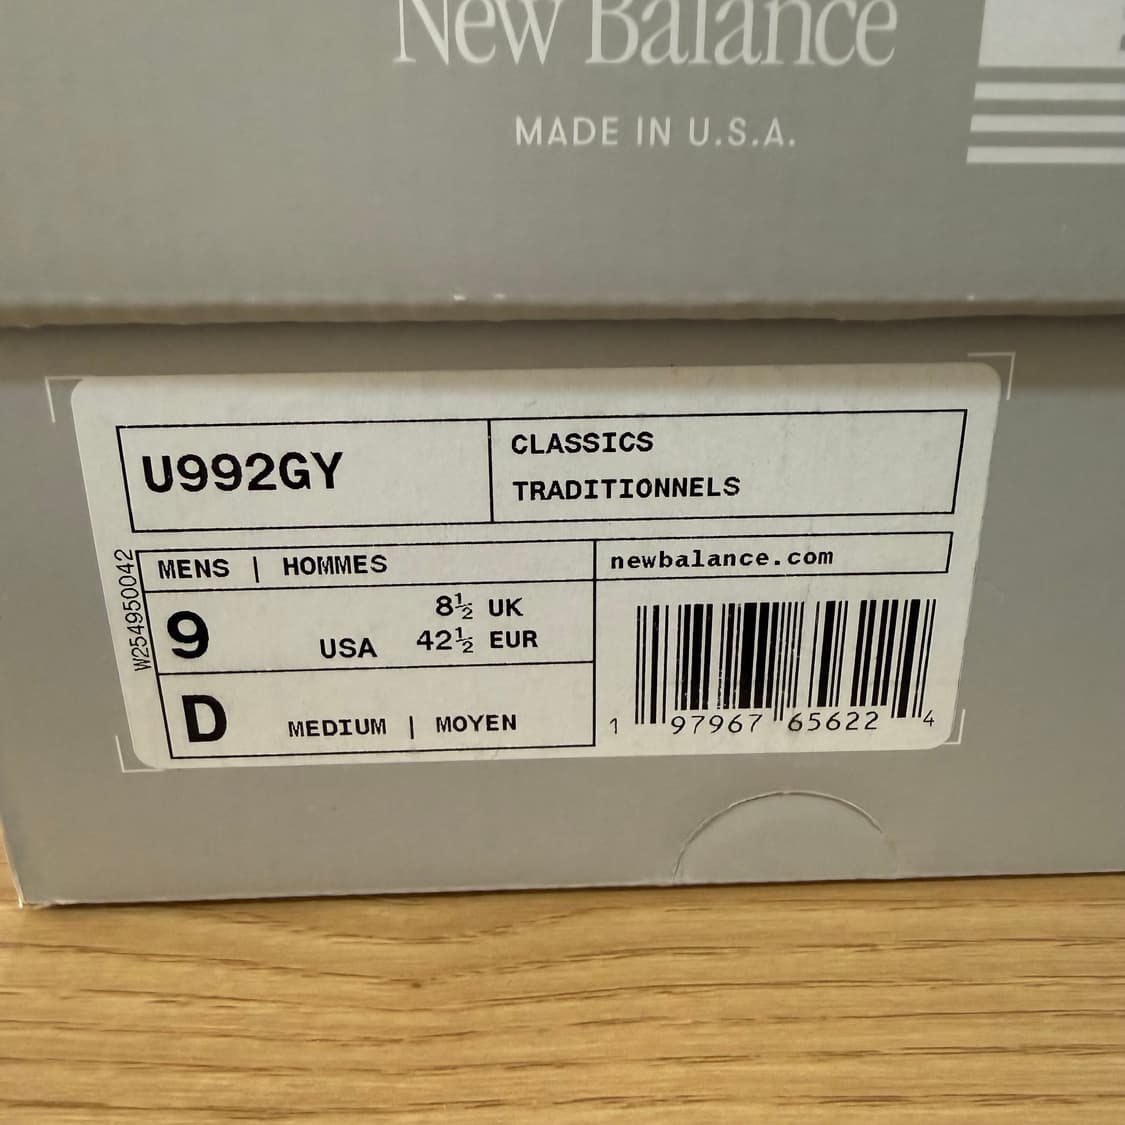 New Balance
MADE IN U.S.A.
U992GY
CLASSICS
TRADITIONNELS
W254950042
MENS | HOMMES
newbalance.com
9 USA
8½ UK
42½ EUR
D MEDIUM | MOYEN
1 97967 65622 4